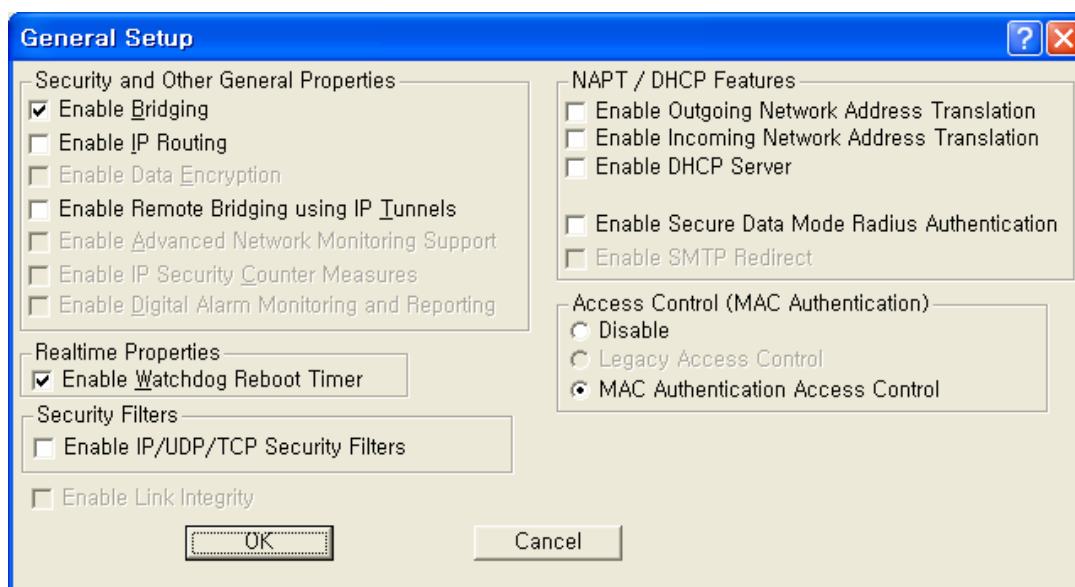 General Setup
Security and Other General Properties
Enable Bridging
Enable IP Routing
Enable Data Encryption
Enable Remote Bridging using IP Tunnels
Enable Advanced Network Monitoring Support
Enable IP Security Counter Measures
Enable Digital Alarm Monitoring and Reporting
Realtime Properties
Enable Watchdog Reboot Timer
Security Filters
Enable IP/UDP/TCP Security Filters
Enable Link Integrity
NAPT / DHCP Features
Enable Outgoing Network Address Translation
Enable Incoming Network Address Translation
Enable DHCP Server
Enable Secure Data Mode Radius Authentication
Enable SMTP Redirect
Access Control (MAC Authentication)
Disable
Legacy Access Control
MAC Authentication Access Control
OK
Cancel